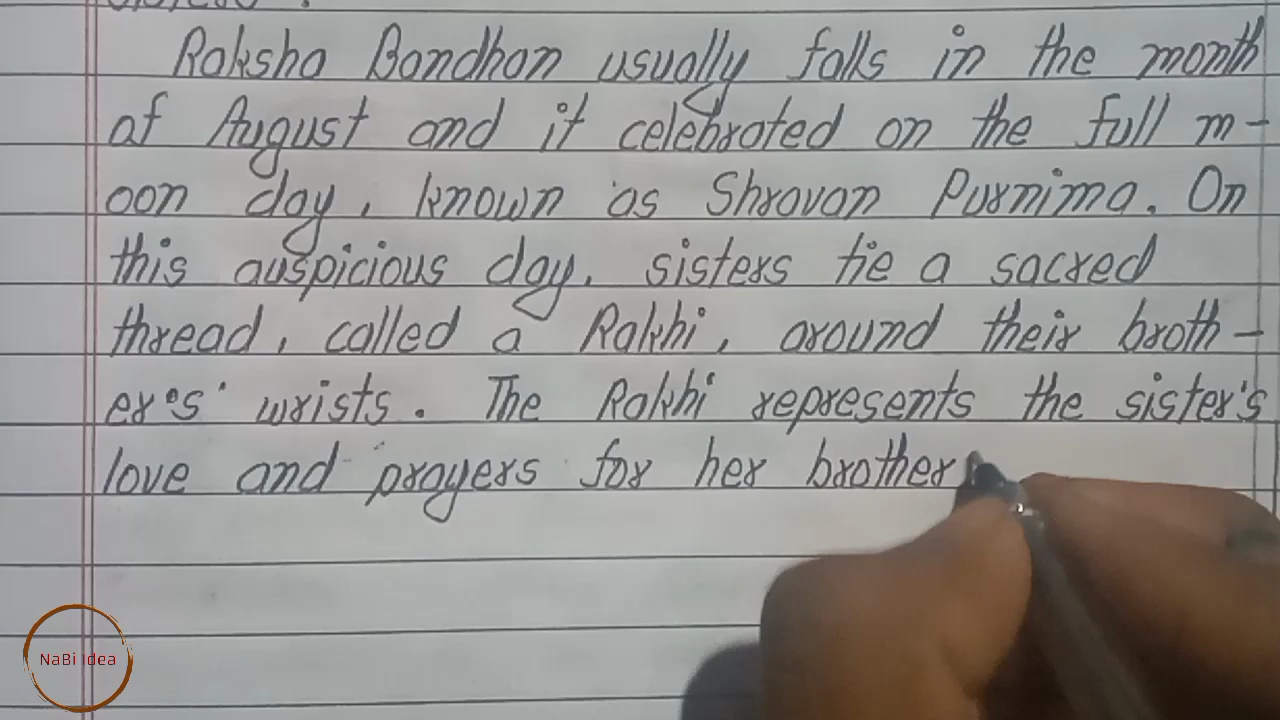 Raksha Bandhan usually falls in the month
of August and it celebrated on the full m-
oon day, known as Shravan Purnima. On
this auspicious day, sisters tie a sacred
thread, called a Rakhi, around their broth-
er's' wrists. The Rakhi represents the sister's
love and prayers for her brother
NaBi Idea